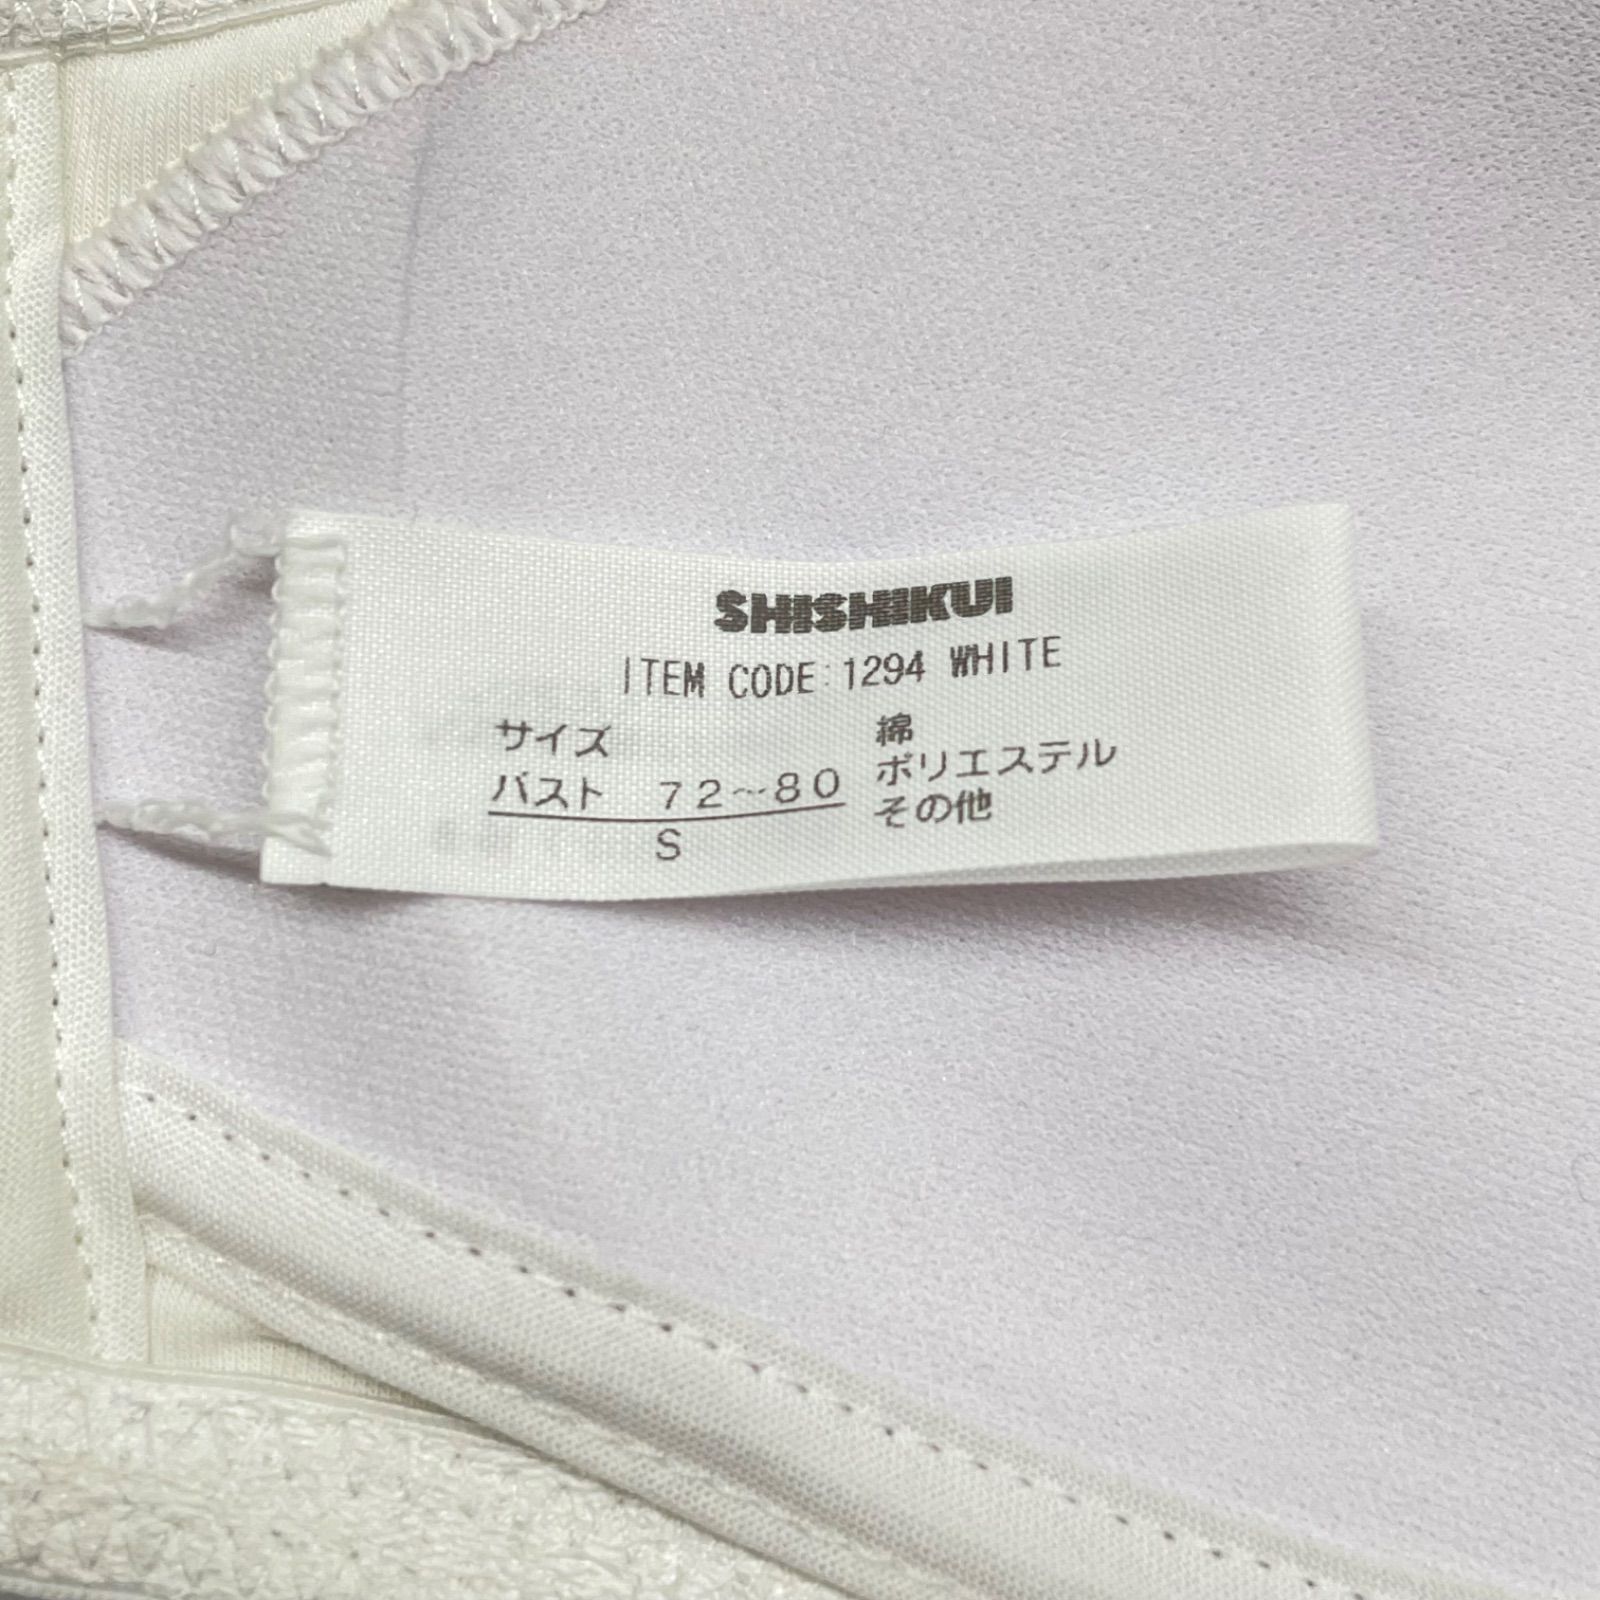 SHISHIKUI
ITEM CODE:1294 WHITE
サイズ
バスト 72~80
S
綿
ポリエステル
その他